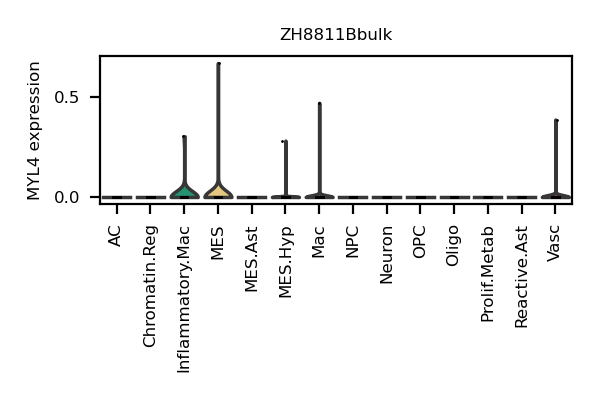 ZH8811Bbulk
MYL4 expression
0.5
0.0
AC
Chromatin.Reg
Inflammatory.Mac
MES
MES.Ast
MES.Hyp
Mac
NPC
Neuron
OPC
Oligo
Prolif.Metab
Reactive.Ast
Vasc